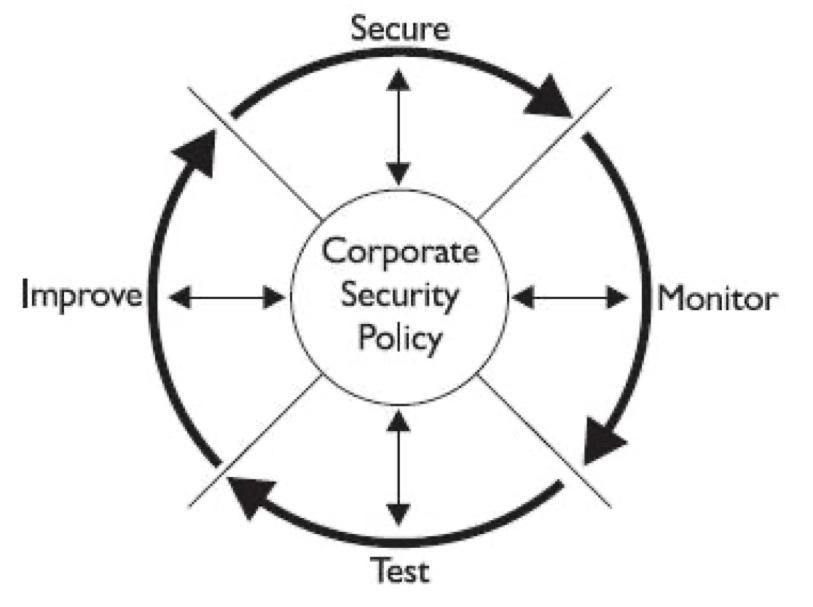 Secure
Improve
Corporate
Security
Policy
Monitor
Test